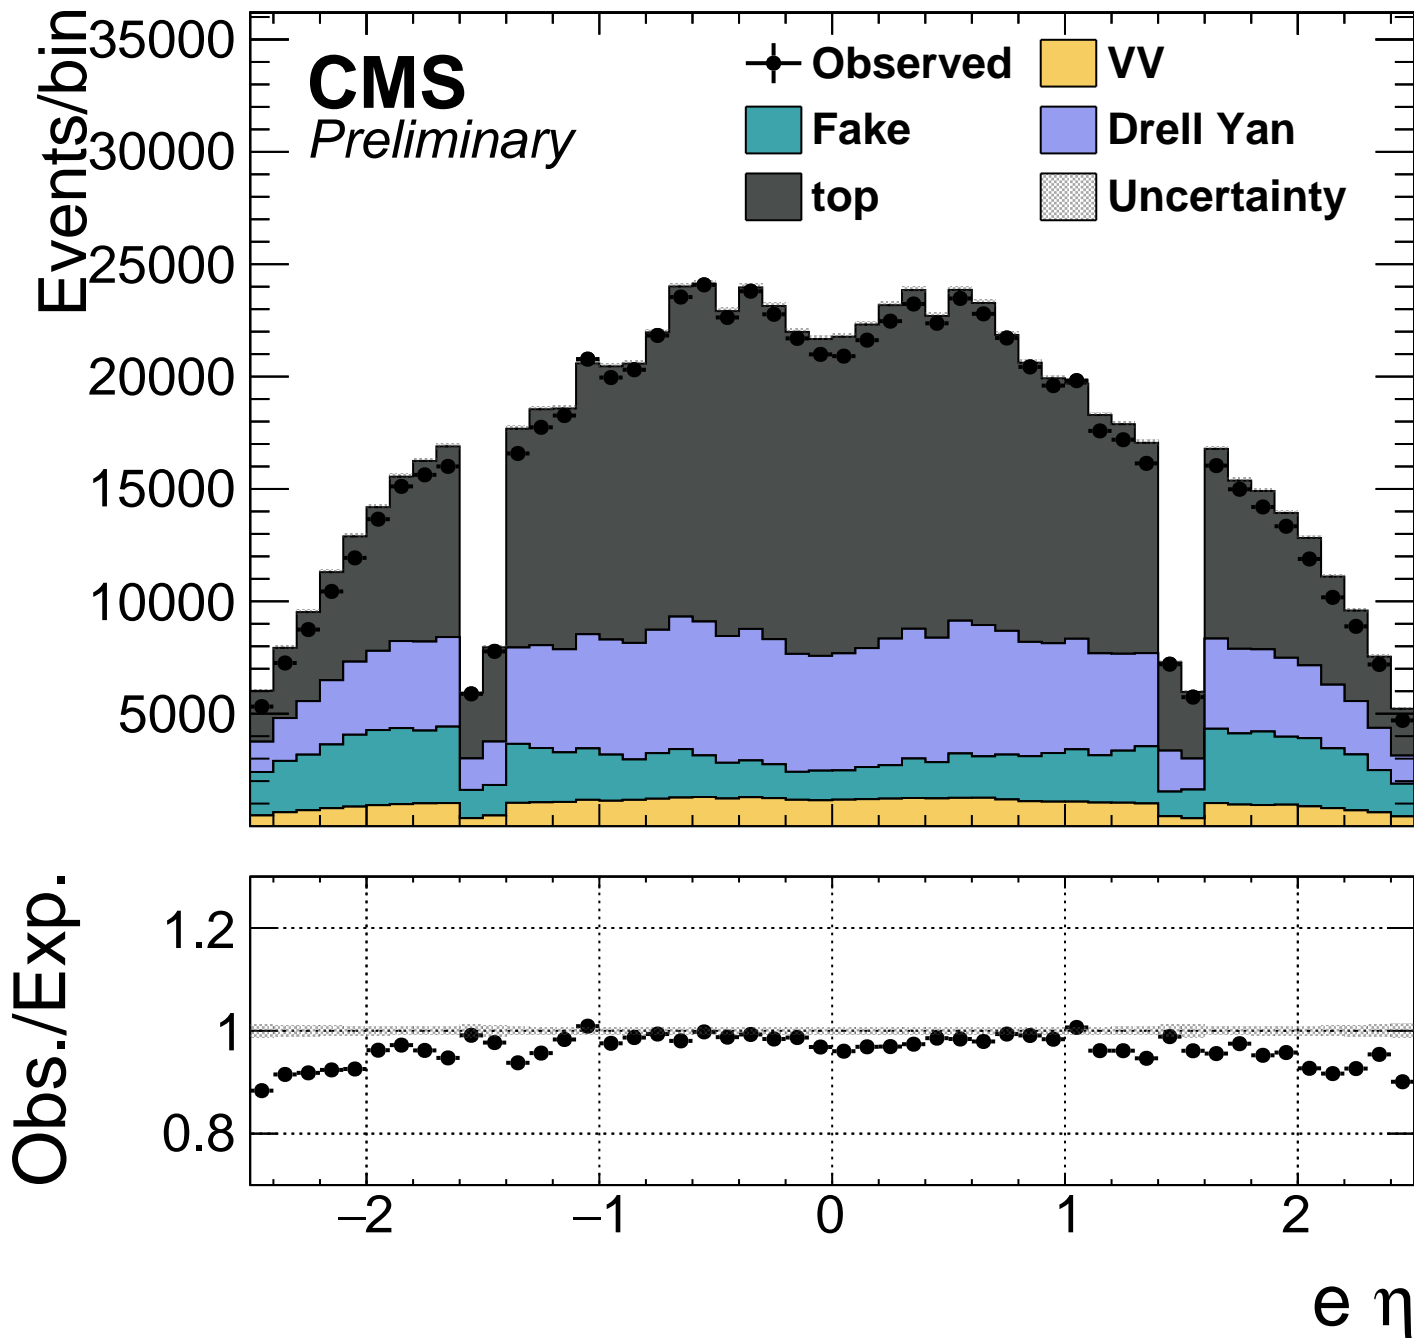 35000
30000
25000
20000
15000
10000
5000
Events/bin
CMS
Preliminary
Observed
VV
Fake
Drell Yan
top
Uncertainty
1.2
1
0.8
Obs./Exp.
−2
−1
0
1
2
e η